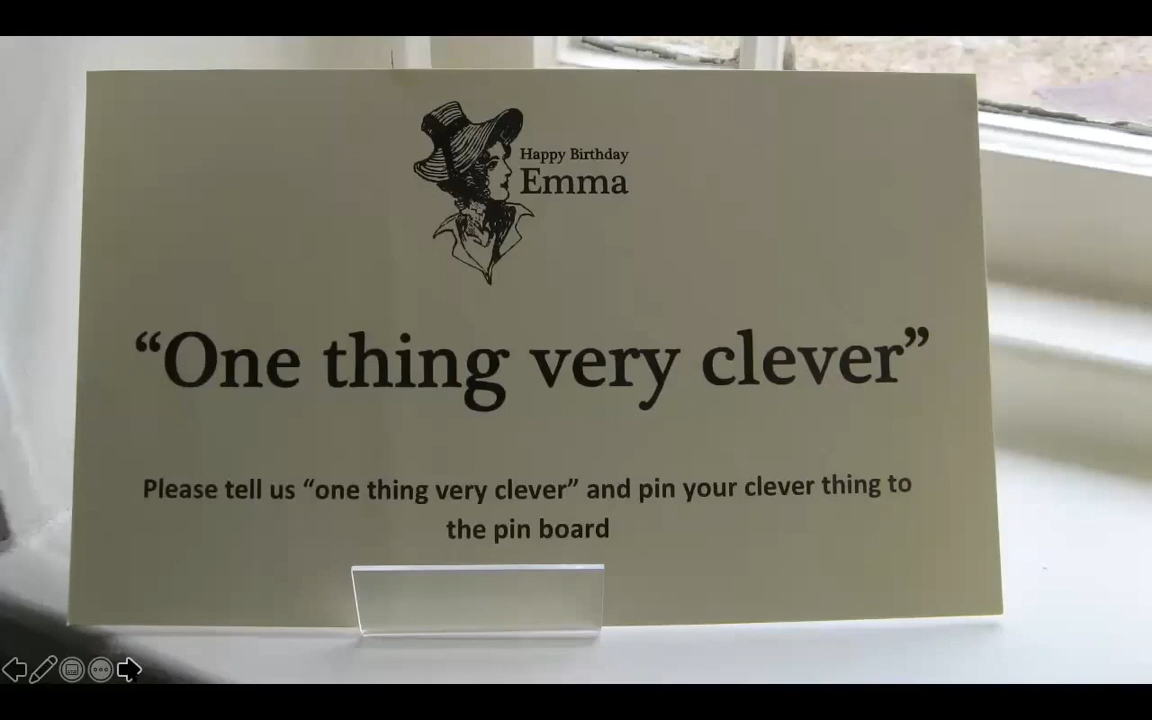 Happy Birthday
Emma
“One thing very clever”
Please tell us “one thing very clever” and pin your clever thing to
the pin board